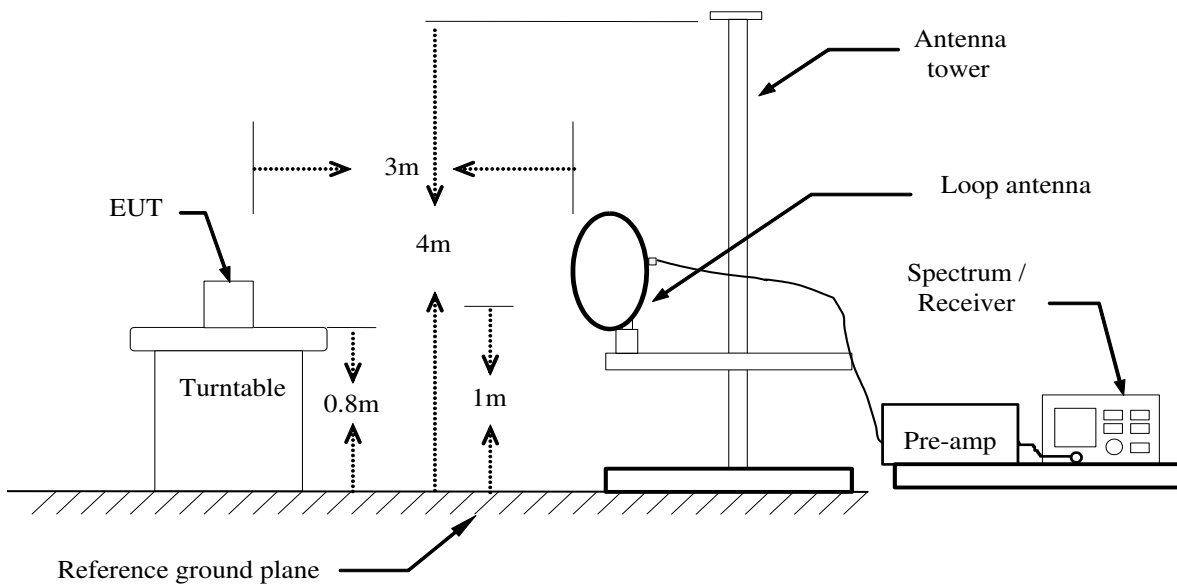 Antenna
tower
3m
Loop antenna
EUT
4m
Spectrum /
Receiver
Turntable
0.8m
1m
Pre-amp
Reference ground plane